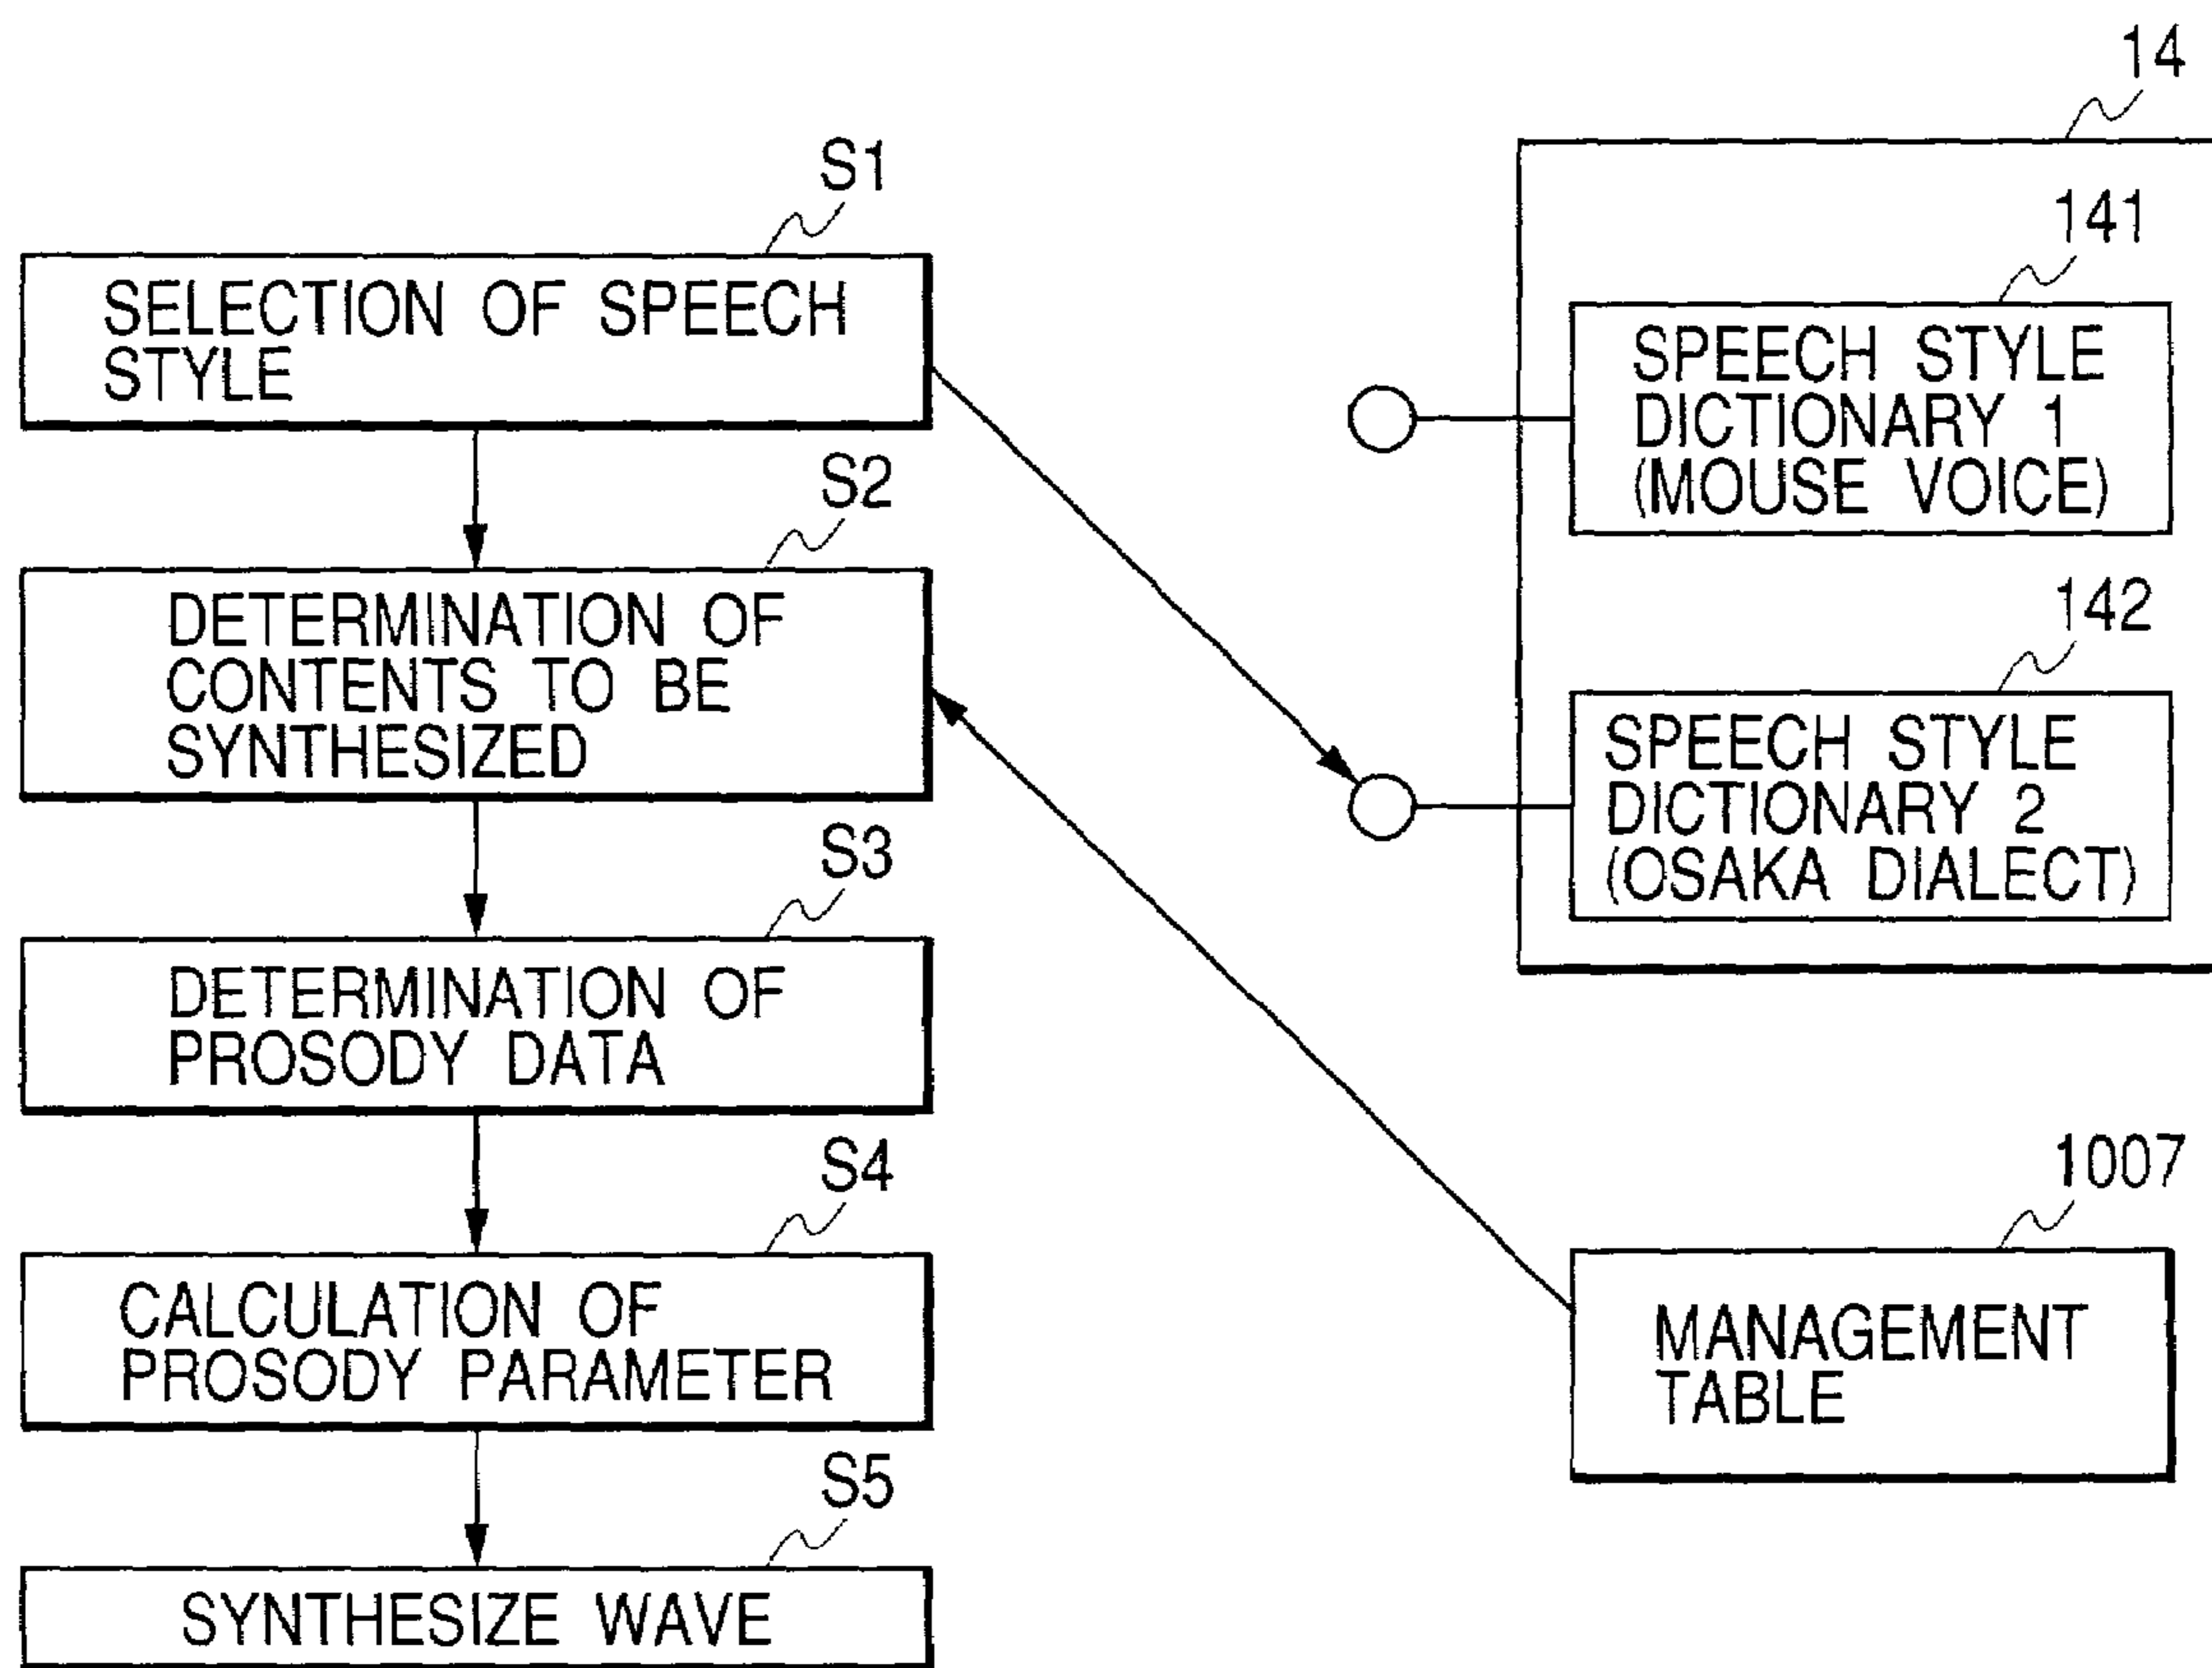 S1
SELECTION OF SPEECH
STYLE
S2
DETERMINATION OF
CONTENTS TO BE
SYNTHESIZED
S3
DETERMINATION OF
PROSODY DATA
S4
CALCULATION OF
PROSODY PARAMETER
S5
SYNTHESIZE WAVE
14
141
SPEECH STYLE
DICTIONARY 1
(MOUSE VOICE)
142
SPEECH STYLE
DICTIONARY 2
(OSAKA DIALECT)
1007
MANAGEMENT
TABLE